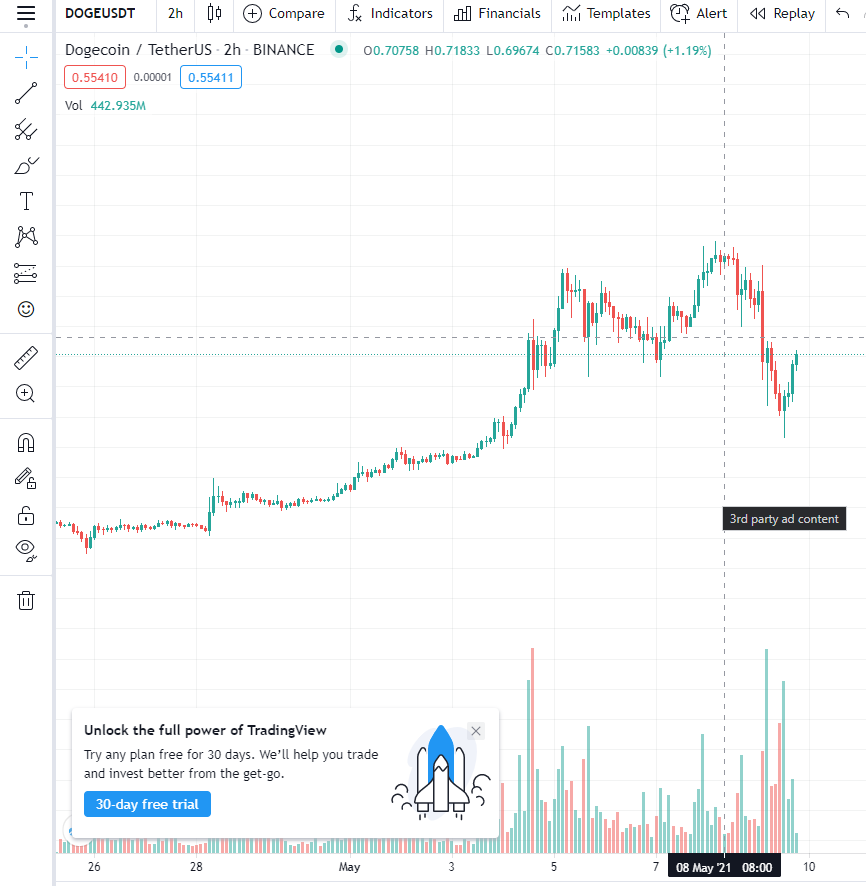 DOGEUSDT 2h Compare Indicators Financials Templates Alert Replay
Dogecoin / TetherUS · 2h · BINANCE O0.70758 H0.71833 L0.69674 C0.71583 +0.00839 (+1.19%)
0.55410 0.00001 0.55411
Vol 442.935M
T
3rd party ad content
Unlock the full power of TradingView
Try any plan free for 30 days. We'll help you trade
and invest better from the get-go.
30-day free trial
26 28 May 3 5 7 08 May '21 08:00 10